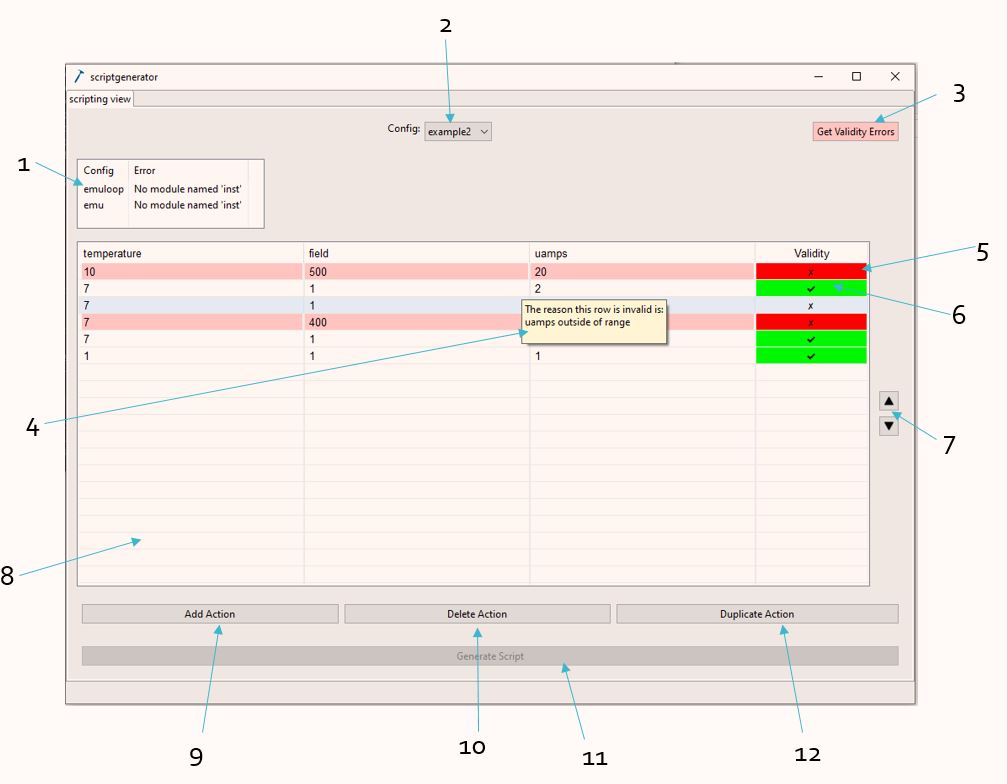 2
scriptgenerator
scripting view
3
Config: example2
Get Validity Errors
1
Config Error
emuloop No module named 'inst'
emu No module named 'inst'
temperature field uamps Validity
5
10 500 20 ✗
7 1 2 ✔
6
7 1 ✗
The reason this row is invalid is:
uamps outside of range
7 400 ✗
7 1 ✔
1 1 1 ✔
4
7
8
Add Action Delete Action Duplicate Action
Generate Script
9
10
11
12